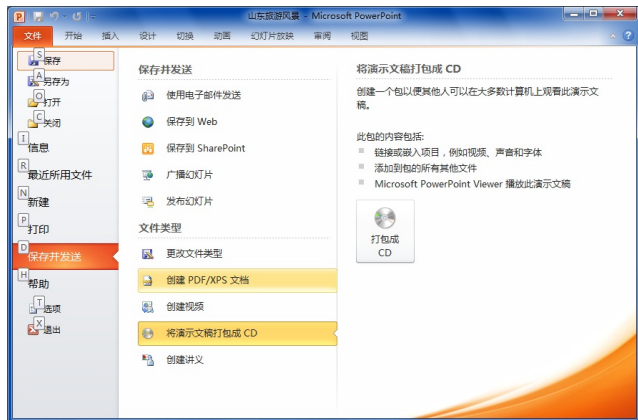 山东旅游风景 - Microsoft PowerPoint
文件 开始 插入 设计 切换 动画 幻灯片放映 审阅 视图
S
保存
A
另存为
O
打开
C
关闭
I
信息
R
最近所用文件
N
新建
P
打印
D
保存并发送
H
帮助
T
选项
X
退出
保存并发送
使用电子邮件发送
保存到 Web
保存到 SharePoint
广播幻灯片
发布幻灯片
文件类型
更改文件类型
创建 PDF/XPS 文档
创建视频
将演示文稿打包成 CD
创建讲义
将演示文稿打包成 CD
创建一个包以便其他人可以在大多数计算机上观看此演示文
稿。
此包的内容包括:
链接或嵌入项目，例如视频、声音和字体
添加到包的所有其他文件
Microsoft PowerPoint Viewer 播放此演示文稿
打包成
CD